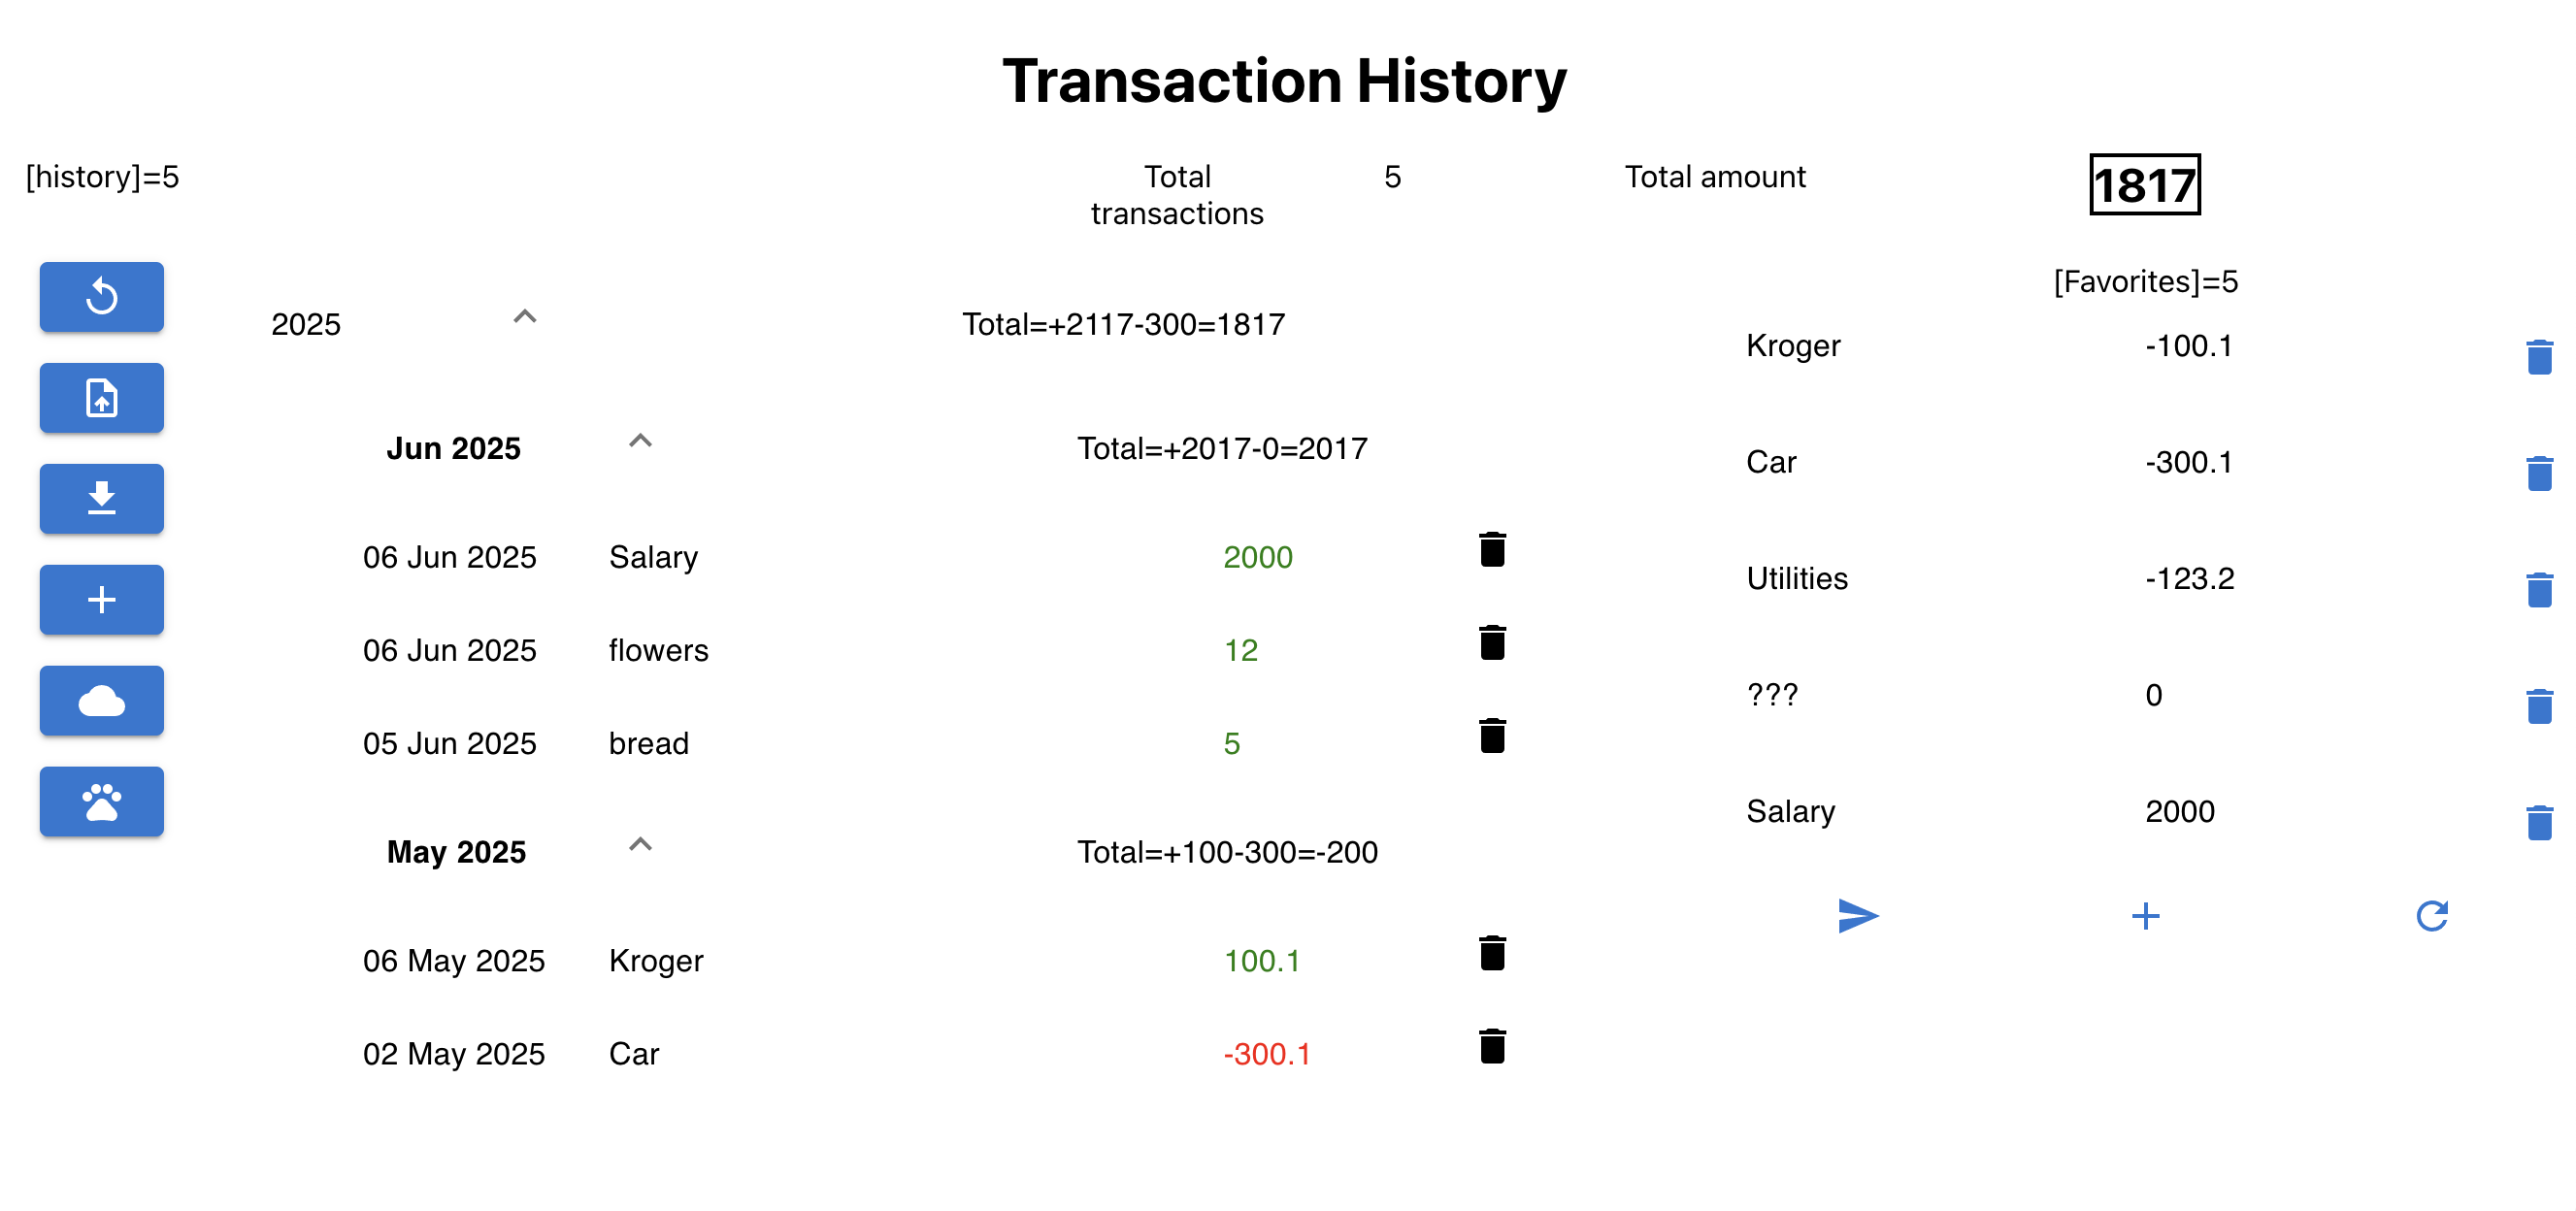 Transaction History
[history]=5
Total
transactions
5
Total amount
1817
2025
Total=+2117-300=1817
Jun 2025
Total=+2017-0=2017
06 Jun 2025 Salary 2000
06 Jun 2025 flowers 12
05 Jun 2025 bread 5
May 2025
Total=+100-300=-200
06 May 2025 Kroger 100.1
02 May 2025 Car -300.1
[Favorites]=5
Kroger -100.1
Car -300.1
Utilities -123.2
??? 0
Salary 2000